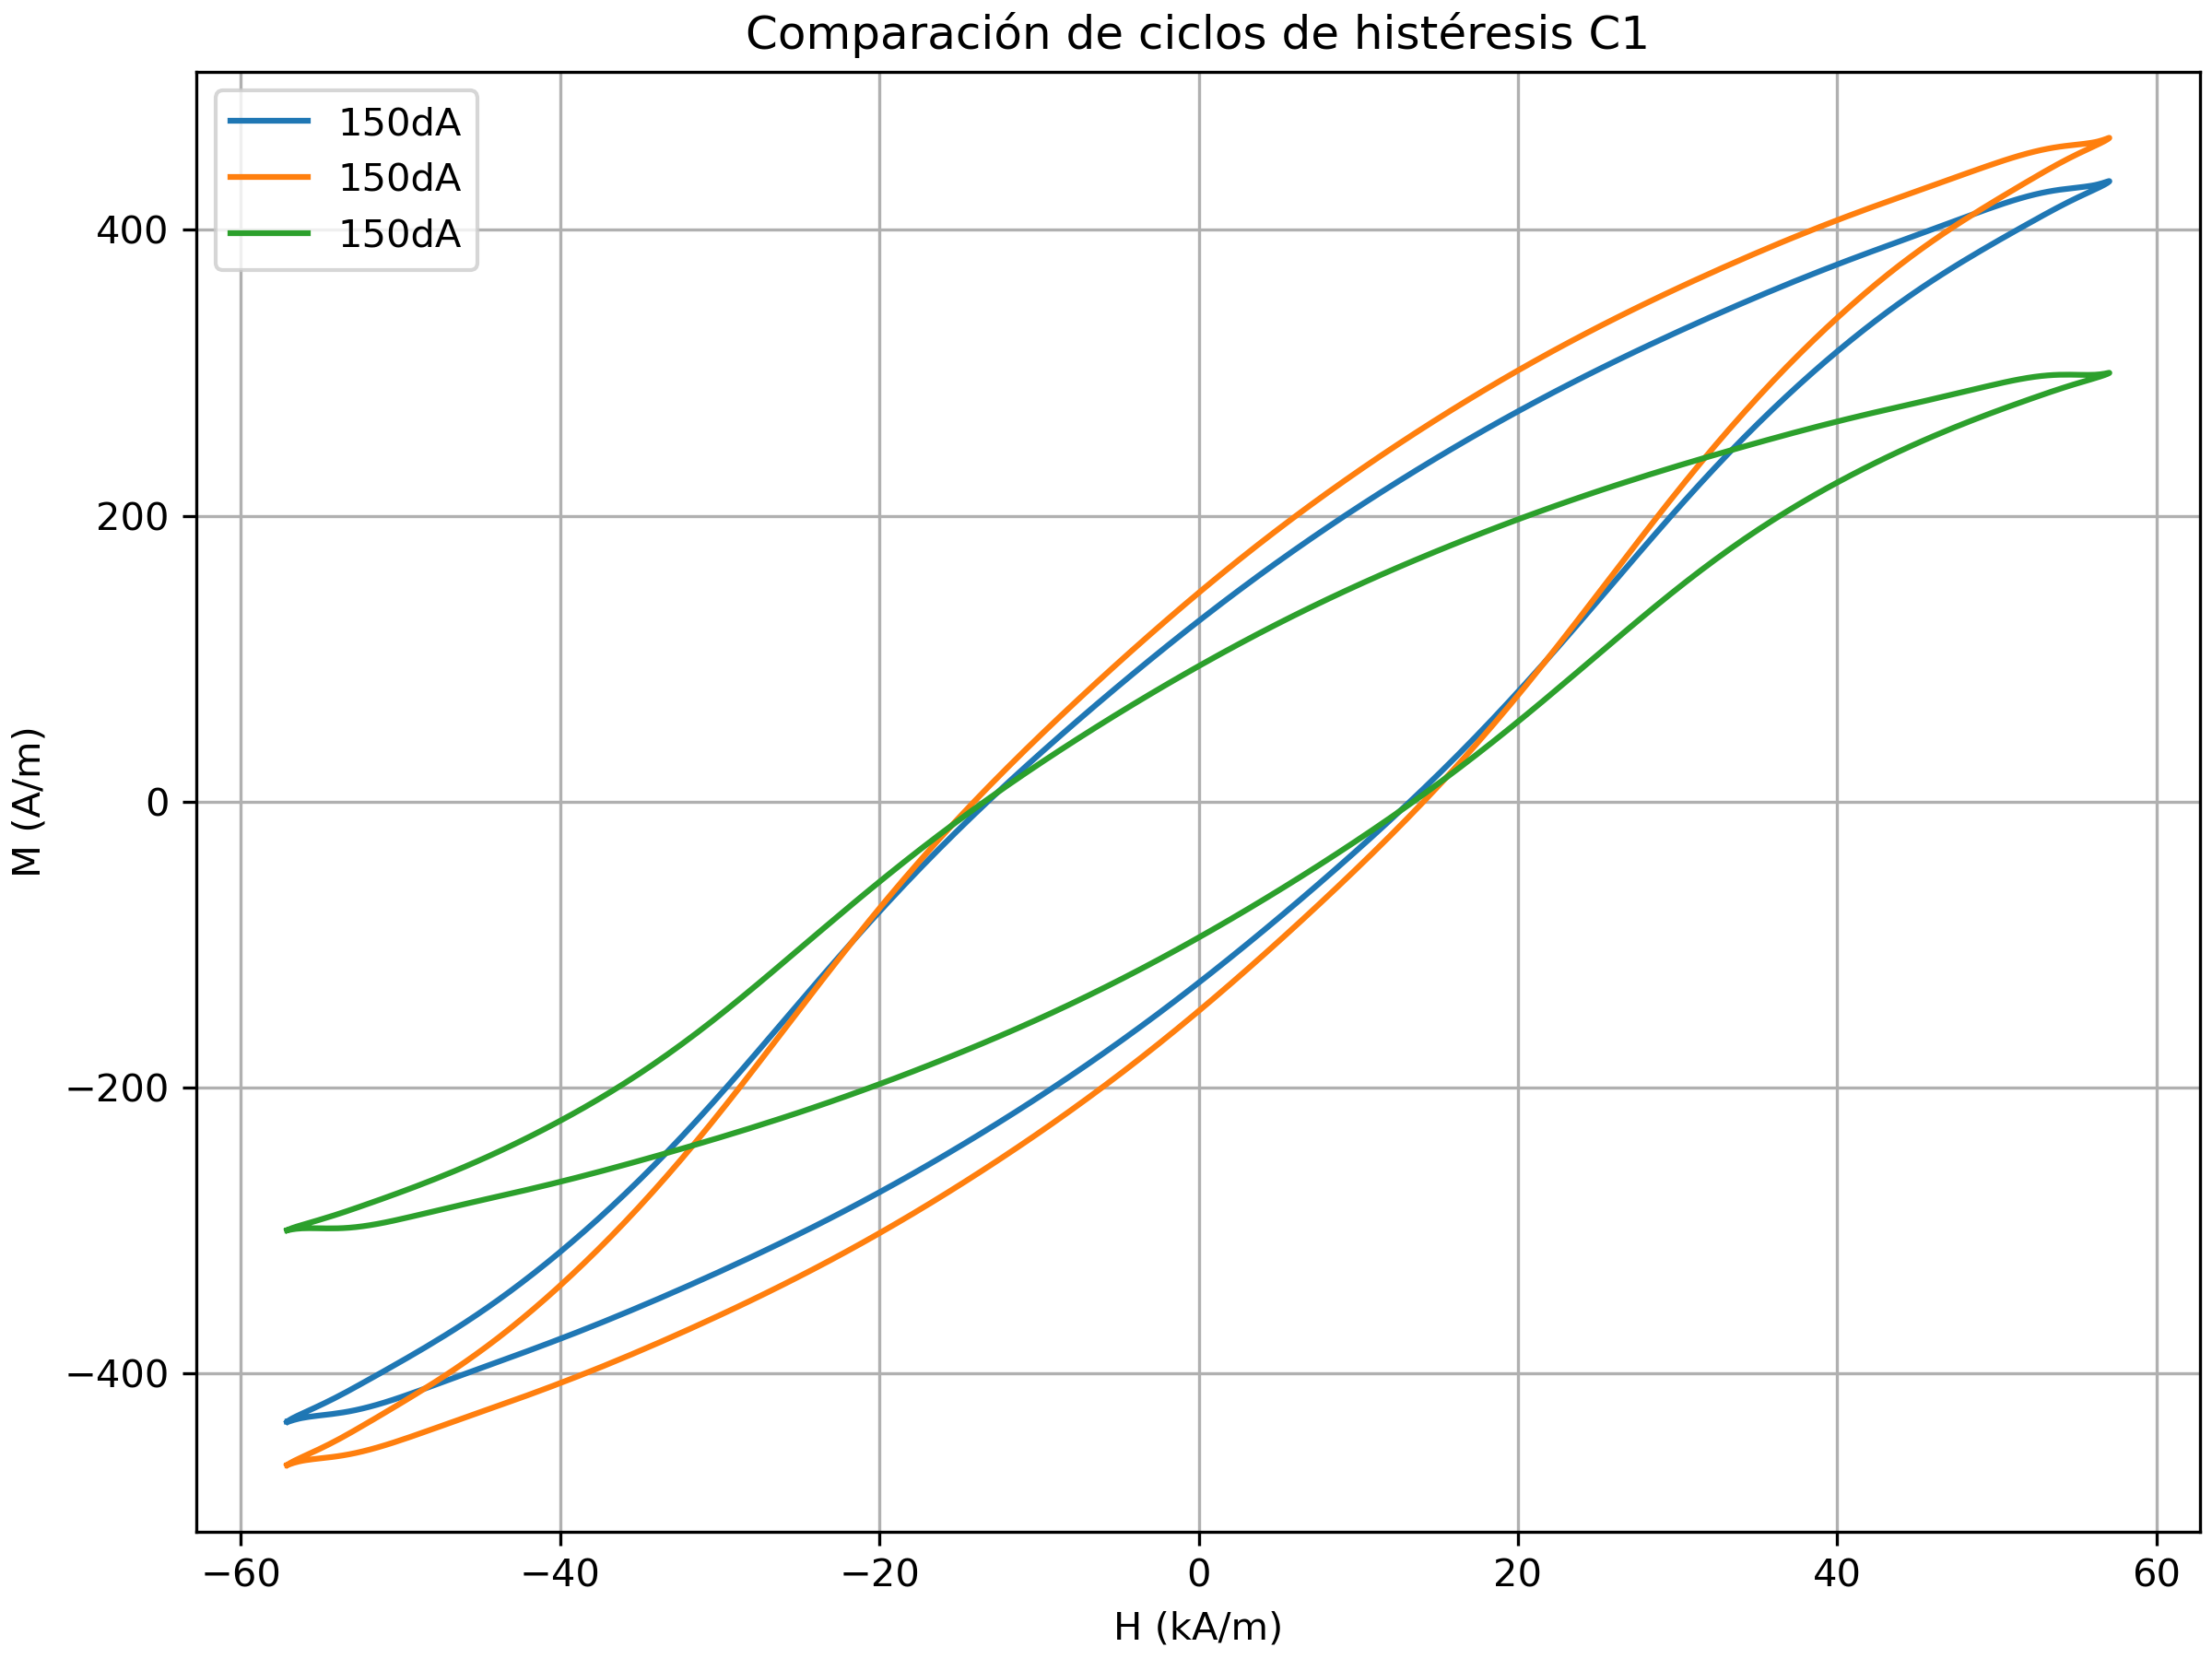 Comparación de ciclos de histéresis C1
150dA
150dA
150dA
400
200
0
−200
−400
M (A/m)
−60 −40 −20 0 20 40 60
H (kA/m)